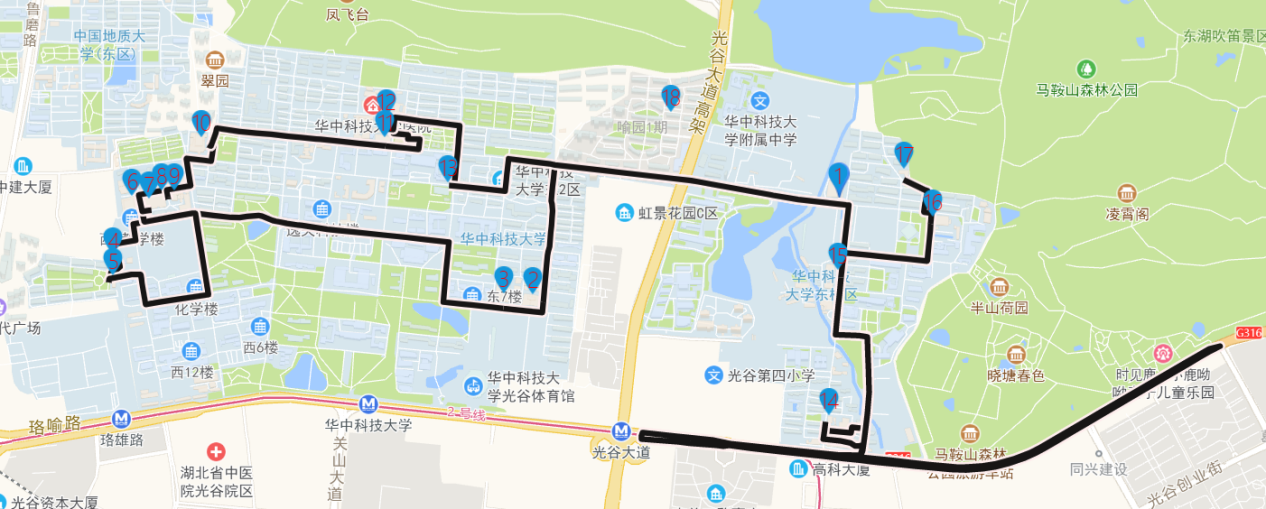 凤飞台
鲁
磨
路
中国地质大
学(东区)
翠园
光
谷
大
道
高
架
东湖吹笛景区
马鞍山森林公园
18
12
11
10
华中科技大学医院
喻园1期
华中科技大
学附属中学
17
13
中建大厦
6
7
8
9
1
16
华中科技
大学
2区
凌霄阁
虹景花园C区
4
5
学楼
华中科技大学
15
3
2
东7楼
华中科技
大学东校区
化学楼
半山荷园
代广场
西6楼
G316
西12楼
华中科技大
学光谷体育馆
光谷第四小学
晓塘春色
时见鹿
小鹿呦
儿童乐园
14
2号线
珞喻路
珞雄路
华中科技大学
光谷大道
马鞍山森林
湖北省中医
院光谷院区
关
山
大
道
高科大厦
同兴建设
光谷创业街
光谷资本大厦